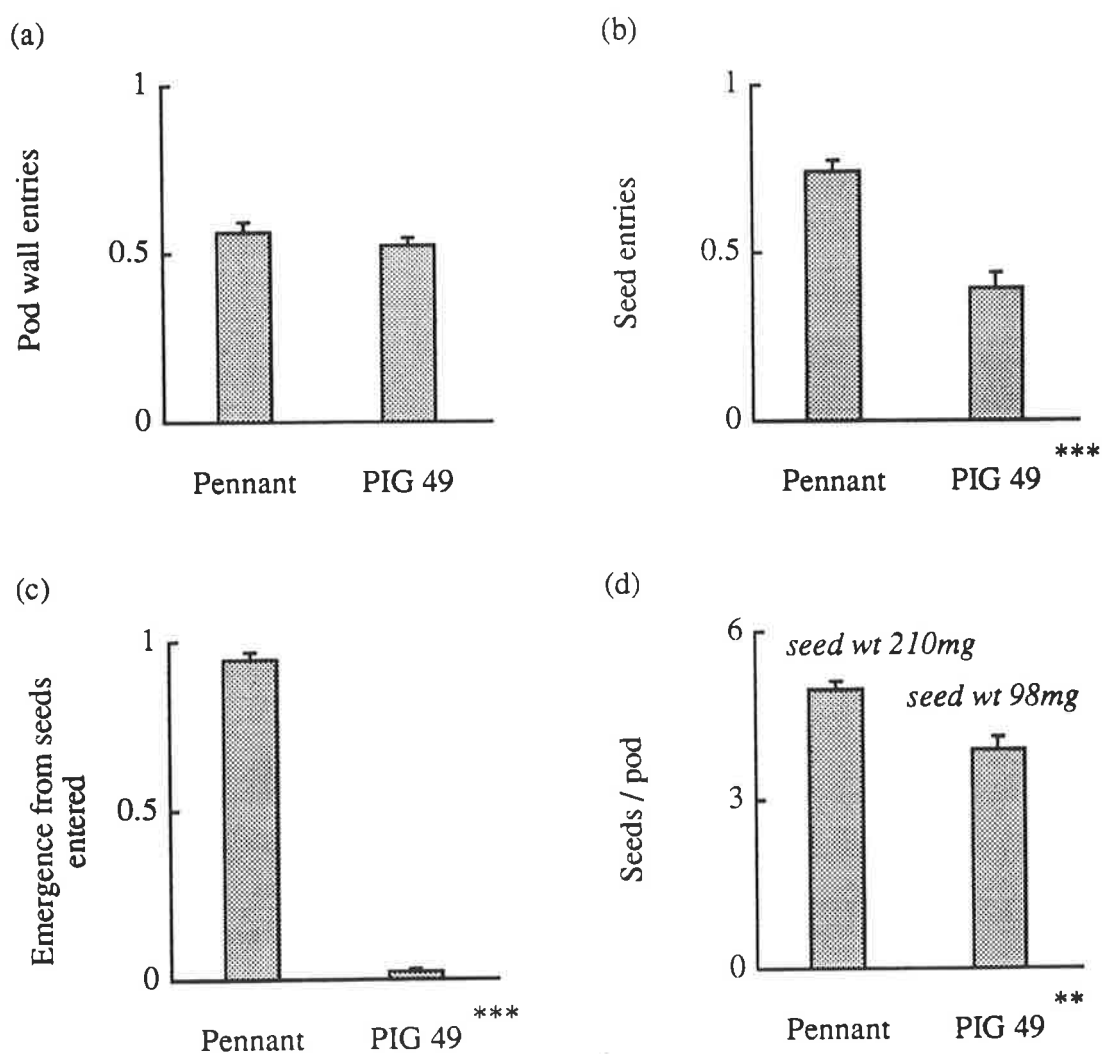 (a)
1
0.5
0
Pod wall entries
Pennant PIG 49
(b)
1
0.5
0
Seed entries
Pennant PIG 49 ***
(c)
1
0.5
0
Emergence from seeds
entered
Pennant PIG 49 ***
(d)
6
3
0
Seeds / pod
seed wt 210mg
seed wt 98mg
Pennant PIG 49 **